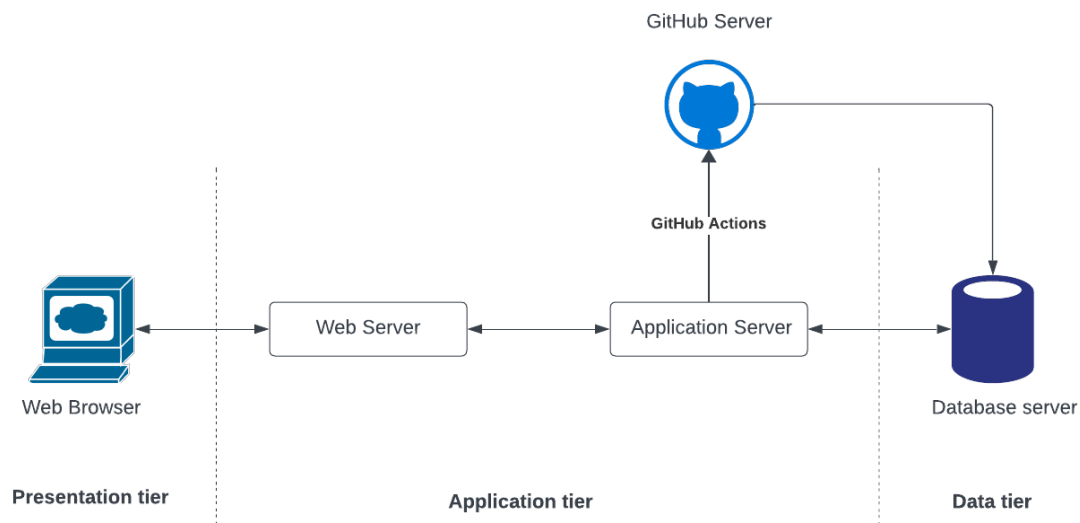 GitHub Server
GitHub Actions
Web Server
Application Server
Web Browser
Database server
Presentation tier
Application tier
Data tier